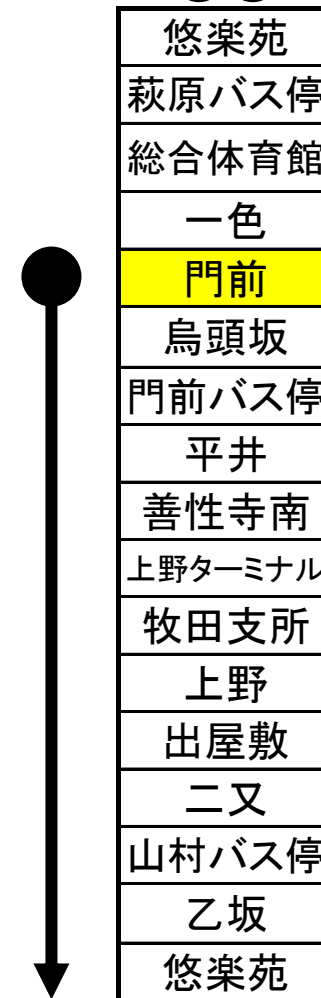 悠楽苑
萩原バス停
総合体育館
一色
門前
烏頭坂
門前バス停
平井
善性寺南
上野ターミナル
牧田支所
上野
出屋敷
二又
山村バス停
乙坂
悠楽苑